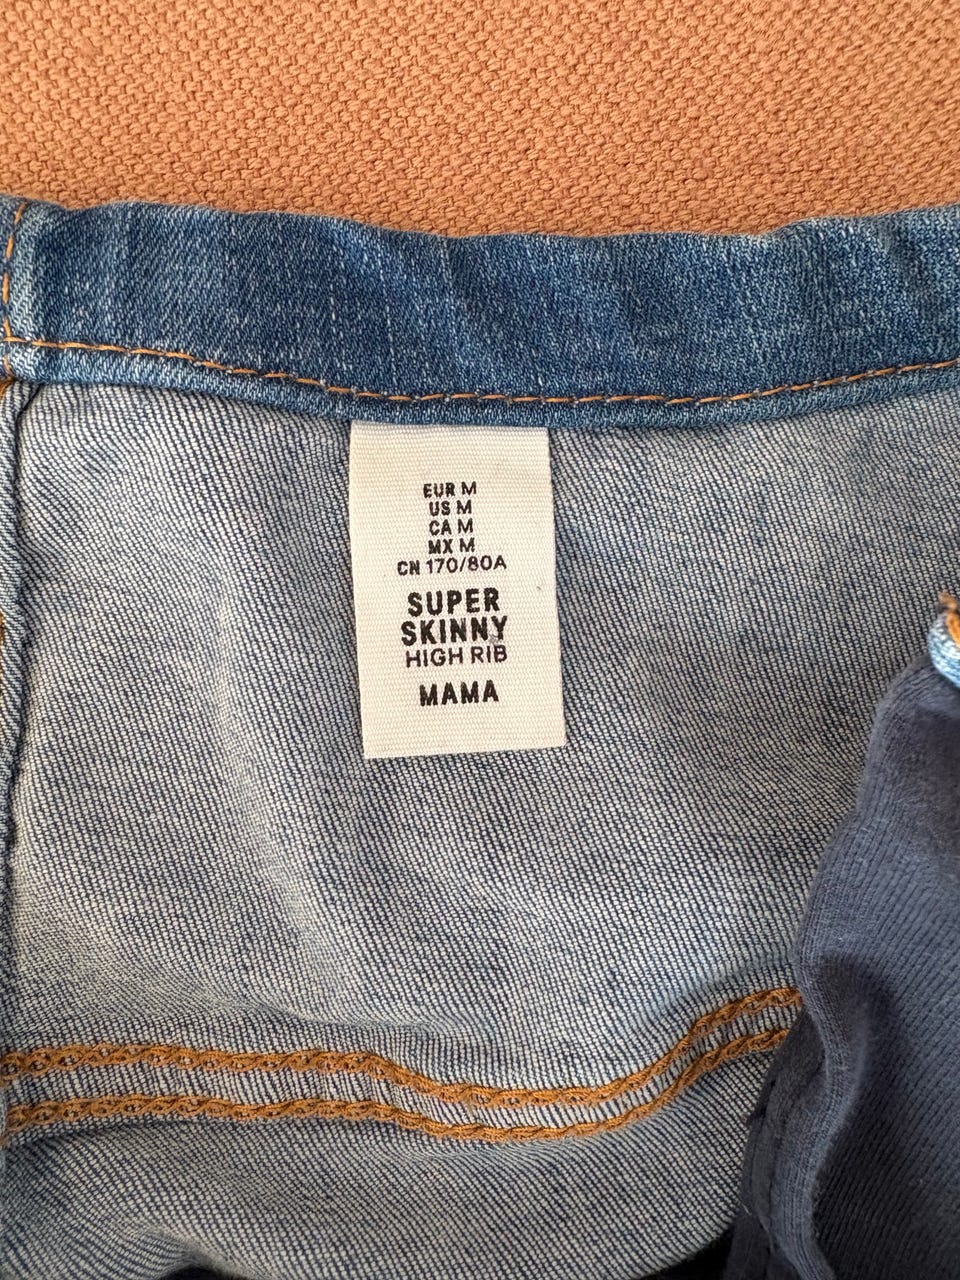 EUR M
US M
CA M
MX M
CN 170/80A
SUPER
SKINNY
HIGH RIB
MAMA